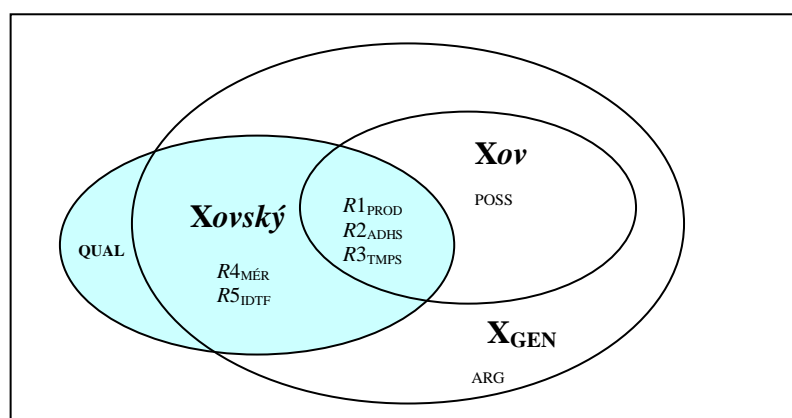 Xov
POSS
Xovský
R1PROD
R2ADHS
R3TMPS
QUAL
R4MÉR
R5IDTF
XGEN
ARG